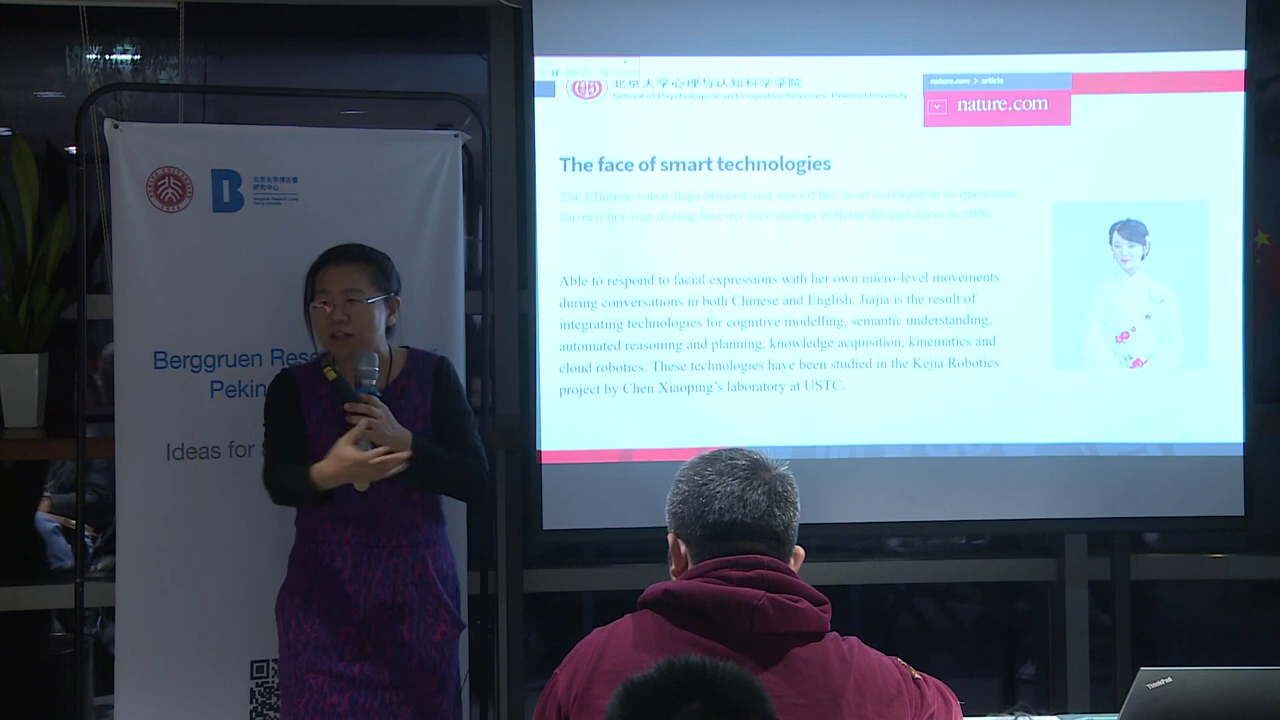 北京大学博古睿
研究中心
Berggruen Research Center
Peking University
Berggruen Rese
Pekin
Ideas for
北京大学心理与认知科学学院
School of Psychological and Cognitive Sciences, Peking University
nature.com > article
nature.com
The face of smart technologies
The Chinese robot Jiajia blinked and moved her head in response to questions
thrown her way during face-to-face dialogs with media and users in 2016.
Able to respond to facial expressions with her own micro-level movements
during conversations in both Chinese and English, Jiajia is the result of
integrating technologies for cognitive modelling, semantic understanding,
automated reasoning and planning, knowledge acquisition, kinematics and
cloud robotics. These technologies have been studied in the Kejia Robotics
project by Chen Xiaoping's laboratory at USTC.
ThinkPad